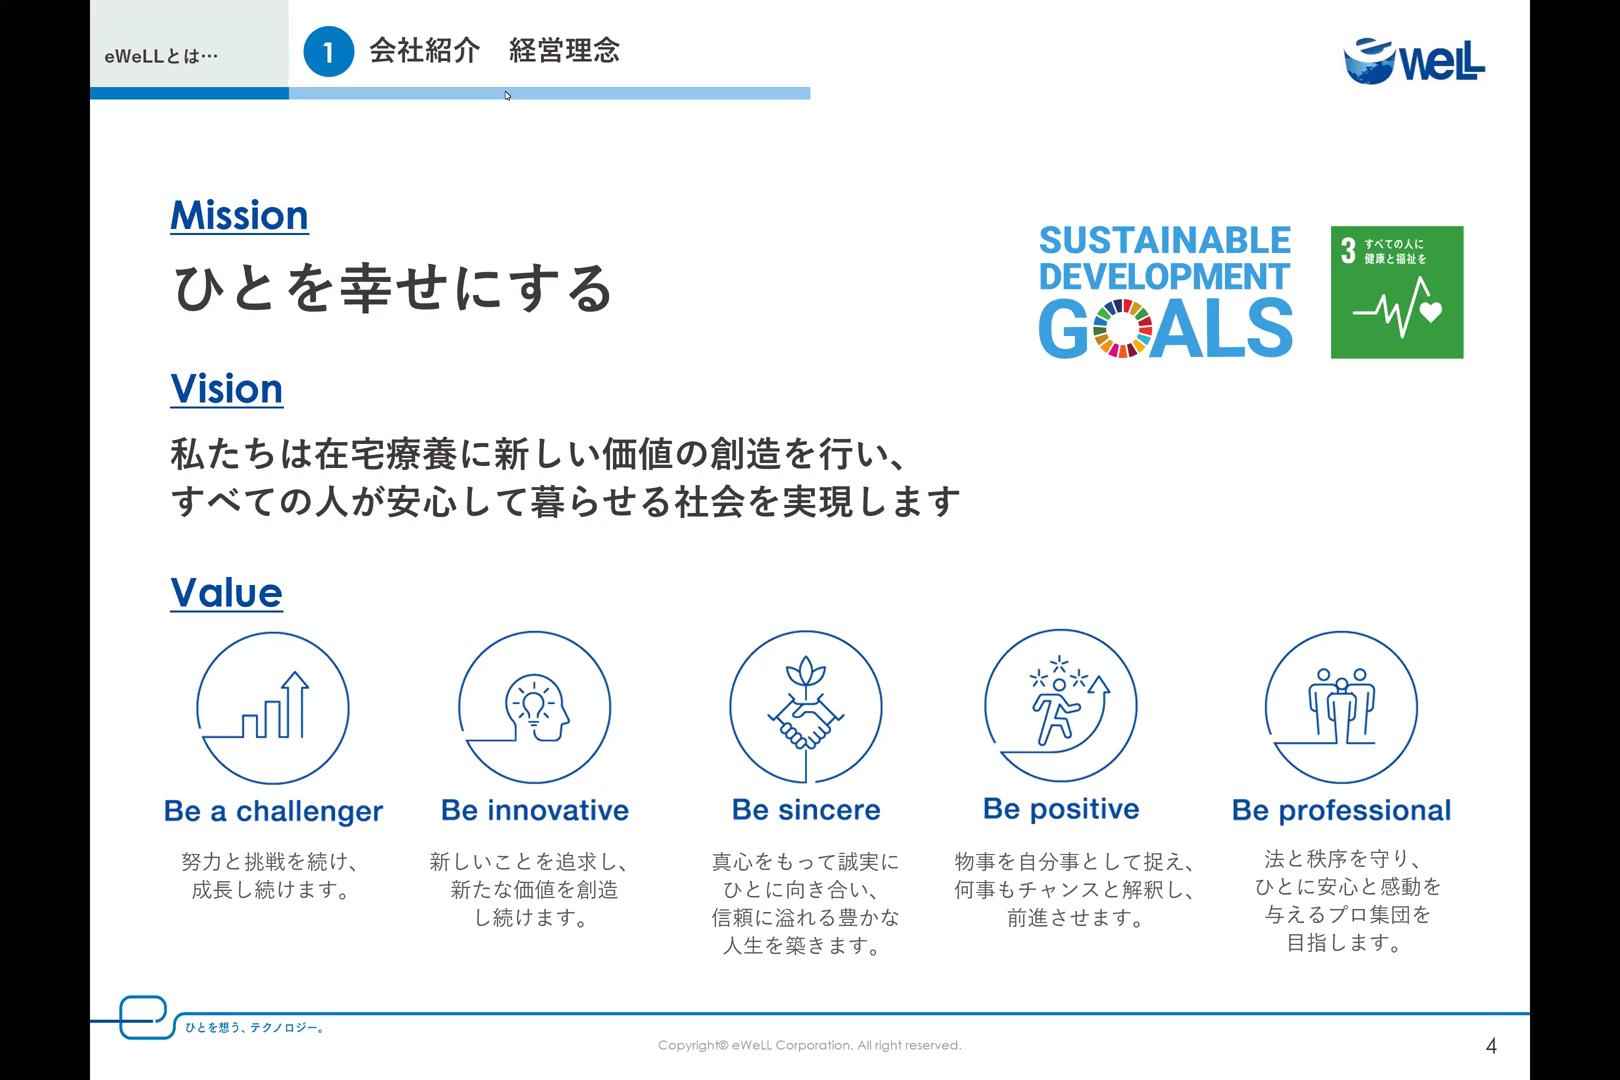 eWeLLとは…
1 会社紹介　経営理念
eWeLL
Mission
ひとを幸せにする
SUSTAINABLE
DEVELOPMENT
GOALS
3 すべての人に
健康と福祉を
Vision
私たちは在宅療養に新しい価値の創造を行い、
すべての人が安心して暮らせる社会を実現します
Value
Be a challenger
努力と挑戦を続け、
成長し続けます。
Be innovative
新しいことを追求し、
新たな価値を創造
し続けます。
Be sincere
真心をもって誠実に
ひとに向き合い、
信頼に溢れる豊かな
人生を築きます。
Be positive
物事を自分事として捉え、
何事もチャンスと解釈し、
前進させます。
Be professional
法と秩序を守り、
ひとに安心と感動を
与えるプロ集団を
目指します。
ひとを想う、テクノロジー。
Copyright© eWeLL Corporation. All right reserved.
4